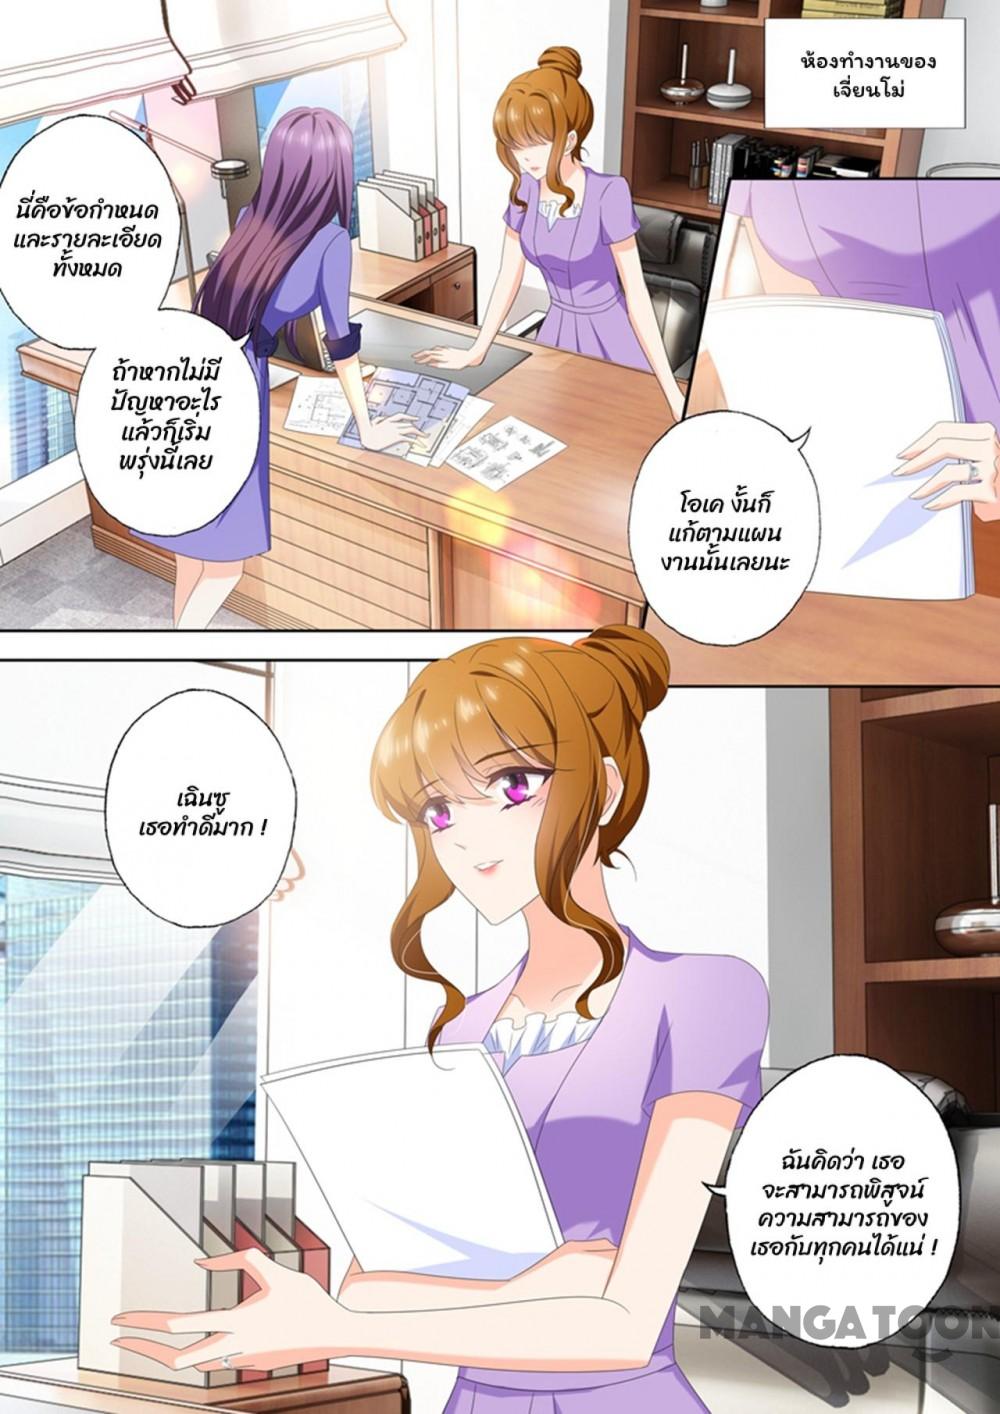 ห้องทำงานของ
เจี่ยนโม่
นี่คือข้อกำหนด
และรายละเอียด
ทั้งหมด
ถ้าหากไม่มี
ปัญหาอะไร
แล้วก็เริ่ม
พรุ่งนี้เลย
โอเค งั้นก็
แก้ตามแผน
งานนั้นเลยนะ
เฉินซู
เธอทำดีมาก !
ฉันคิดว่า เธอ
จะสามารถพิสูจน์
ความสามารถของ
เธอกับทุกคนได้แน่ !
MANGATOON